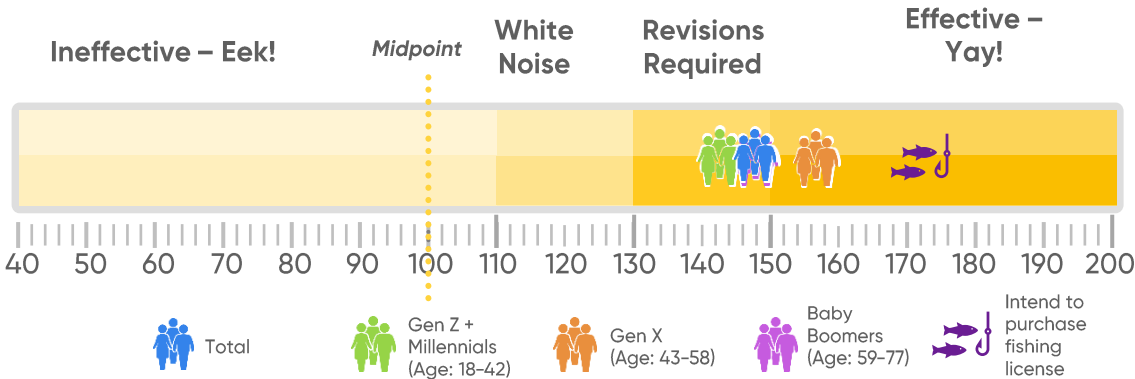 Ineffective – Eek!
Midpoint
White
Noise
Revisions
Required
Effective –
Yay!
40 50 60 70 80 90 100 110 120 130 140 150 160 170 180 190 200
Total
Gen Z +
Millennials
(Age: 18-42)
Gen X
(Age: 43-58)
Baby
Boomers
(Age: 59-77)
Intend to
purchase
fishing
license